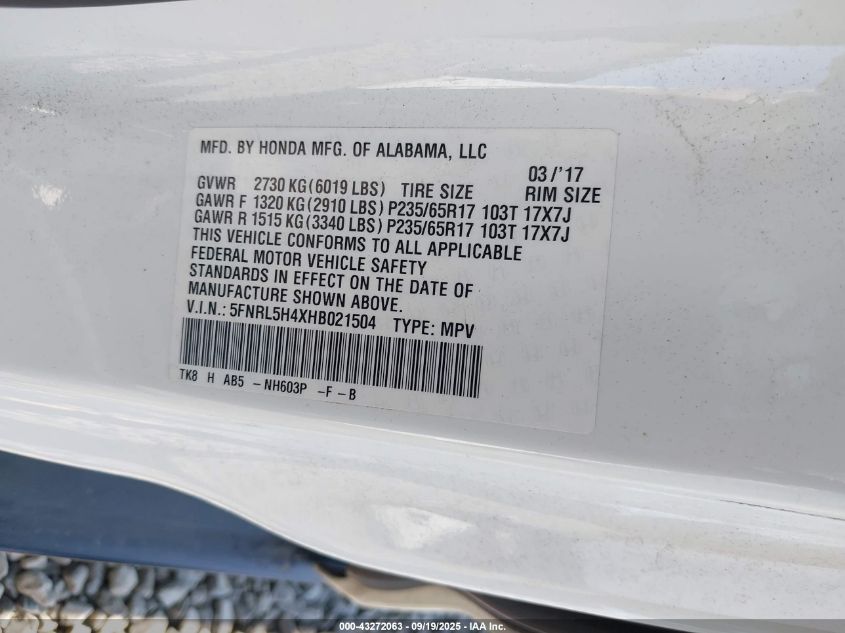 MFD. BY HONDA MFG. OF ALABAMA, LLC
03/'17
GVWR 2730 KG(6019 LBS) TIRE SIZE RIM SIZE
GAWR F 1320 KG(2910 LBS)P235/65R17 103T 17X7J
GAWR R 1515 KG(3340 LBS)P235/65R17 103T 17X7J
THIS VEHICLE CONFORMS TO ALL APPLICABLE
FEDERAL MOTOR VEHICLE SAFETY
STANDARDS IN EFFECT ON THE DATE OF
MANUFACTURE SHOWN ABOVE.
V.I.N.: 5FNRL5H4XHB021504 TYPE: MPV
TK8 H AB5 -NH603P -F-B
000-43272063 - 09/19/2025 - IAA Inc.